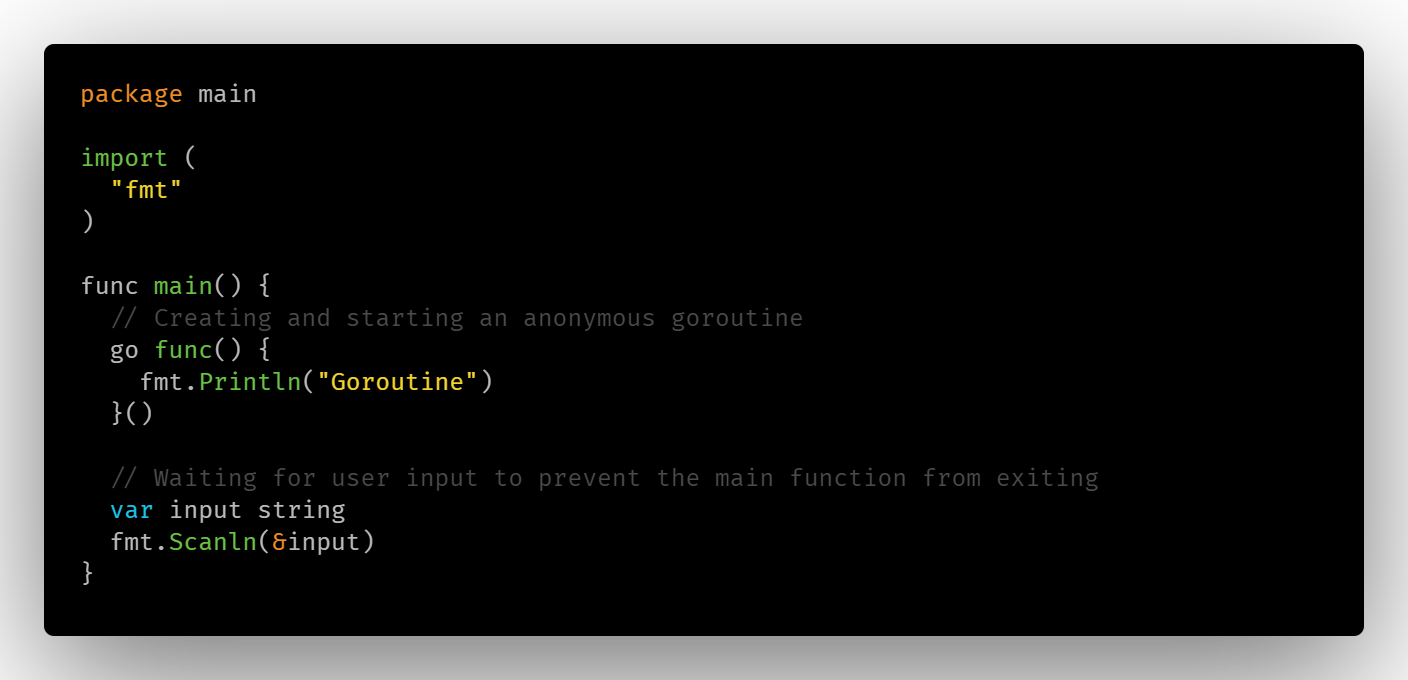 package main
import (
"fmt"
)
func main() {
// Creating and starting an anonymous goroutine
go func() {
fmt.Println("Goroutine")
}()
// Waiting for user input to prevent the main function from exiting
var input string
fmt.Scanln(&input)
}